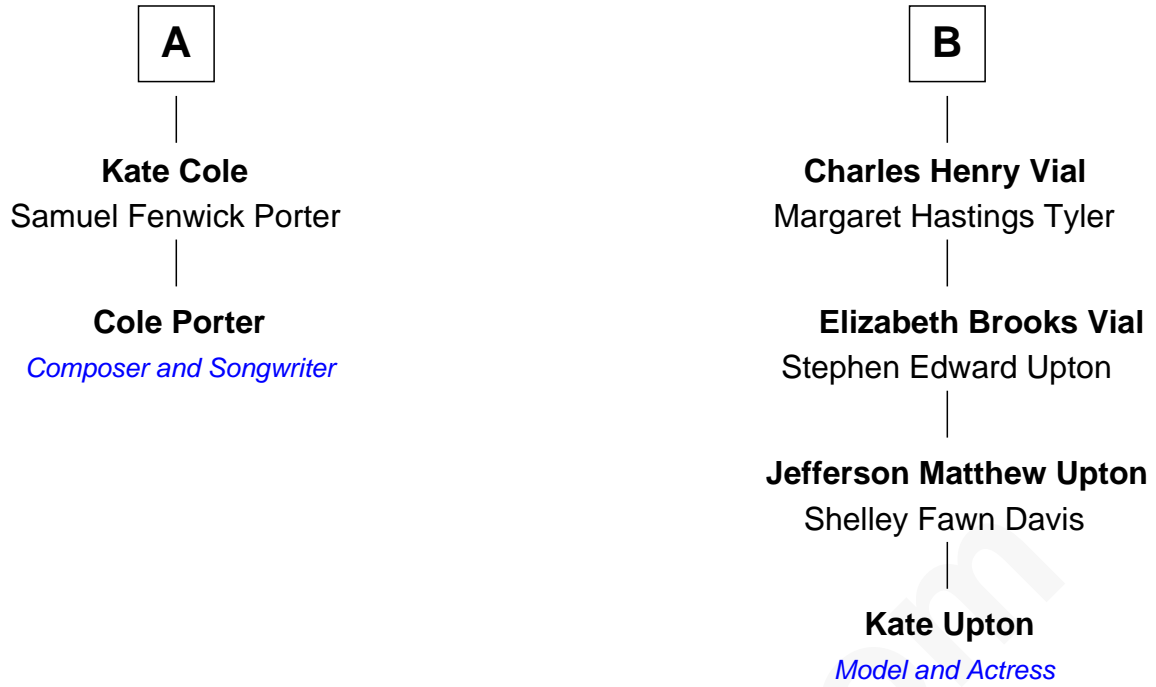 A
Kate Cole
Samuel Fenwick Porter
Cole Porter
Composer and Songwriter
B
Charles Henry Vial
Margaret Hastings Tyler
Elizabeth Brooks Vial
Stephen Edward Upton
Jefferson Matthew Upton
Shelley Fawn Davis
Kate Upton
Model and Actress